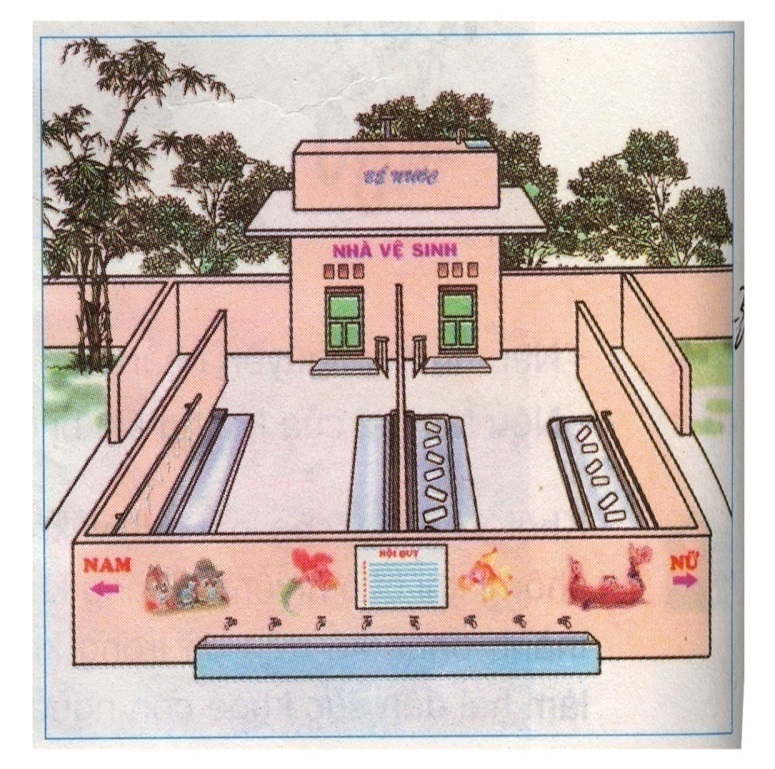 BỂ NƯỚC
NHÀ VỆ SINH
NAM
NỘI QUY
NỮ